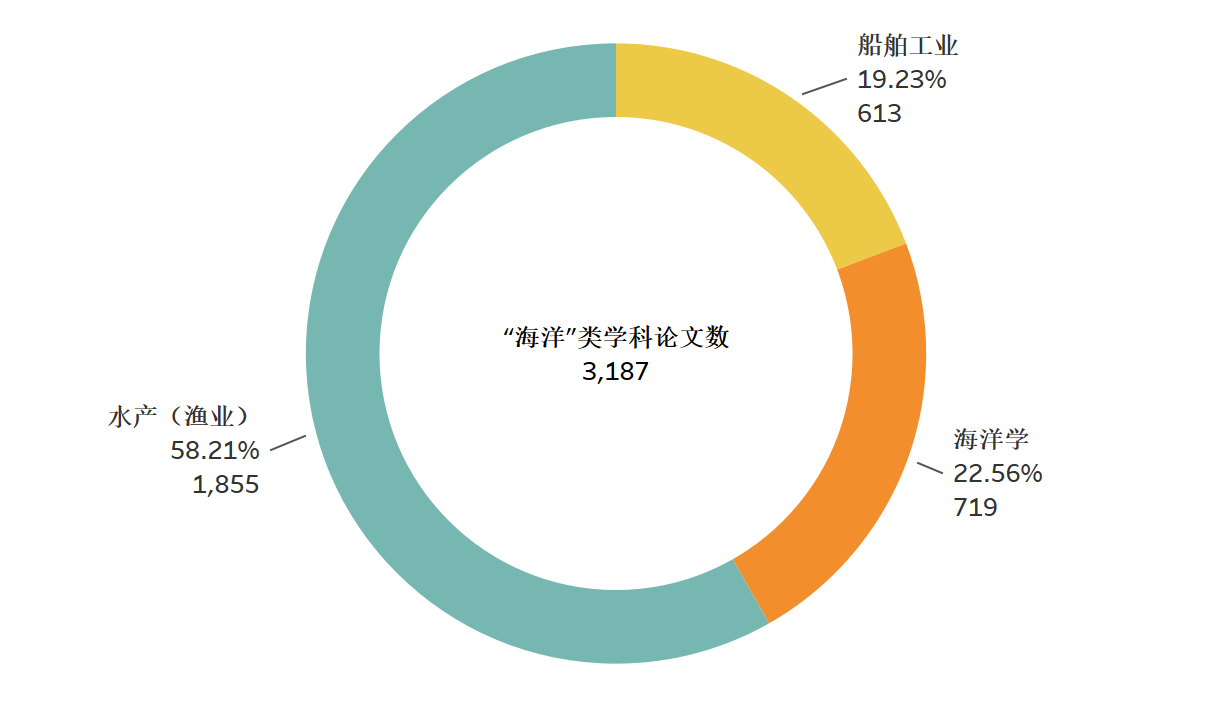 船舶工业
19.23%
613
“海洋”类学科论文数
3,187
水产（渔业）
58.21%
1,855
海洋学
22.56%
719